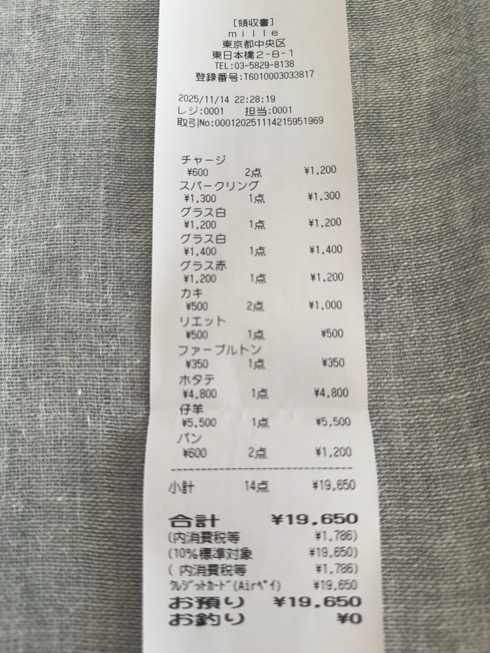 [領収書]
mille
東京都中央区
東日本橋2-8-1
TEL:03-5829-8138
登録番号:T6010003033817
2025/11/14 22:28:19
レジ:0001 担当:0001
取引No:000120251114215951969
チャージ
¥600 2点 ¥1,200
スパークリング
¥1,300 1点 ¥1,300
グラス白
¥1,200 1点 ¥1,200
グラス白
¥1,400 1点 ¥1,400
グラス赤
¥1,200 1点 ¥1,200
カキ
¥500 2点 ¥1,000
リエット
¥500 1点 ¥500
ファーブルトン
¥350 1点 ¥350
ホタテ
¥4,800 1点 ¥4,800
仔羊
¥5,500 1点 ¥5,500
パン
¥600 2点 ¥1,200
小計 14点 ¥19,650
合計 ¥19,650
(内消費税等 ¥1,786)
(10%標準対象 ¥19,650)
( 内消費税等 ¥1,786)
クレジットカード(Airペイ) ¥19,650
お預り ¥19,650
お釣り ¥0